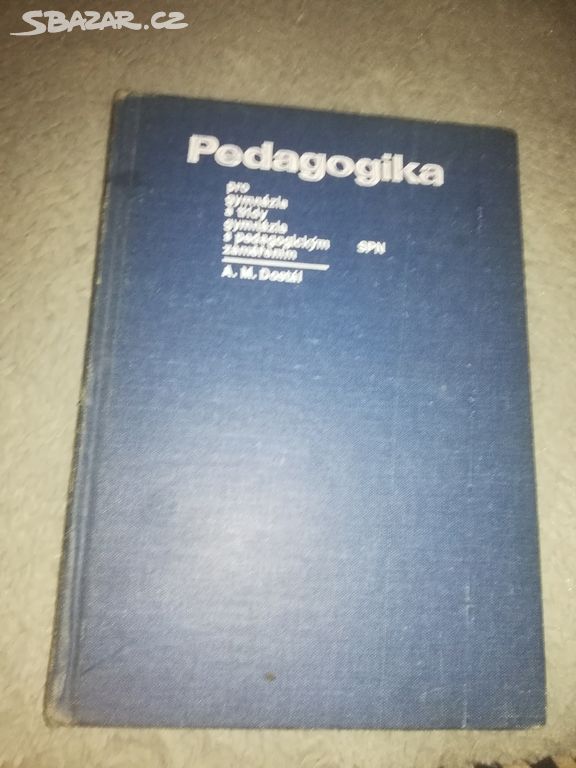 SBAZAR.CZ
Pedagogika
pro
gymnázia
a třídy
gymnázia
s pedagogickým
zaměřením
SPN
A. M. Dostál